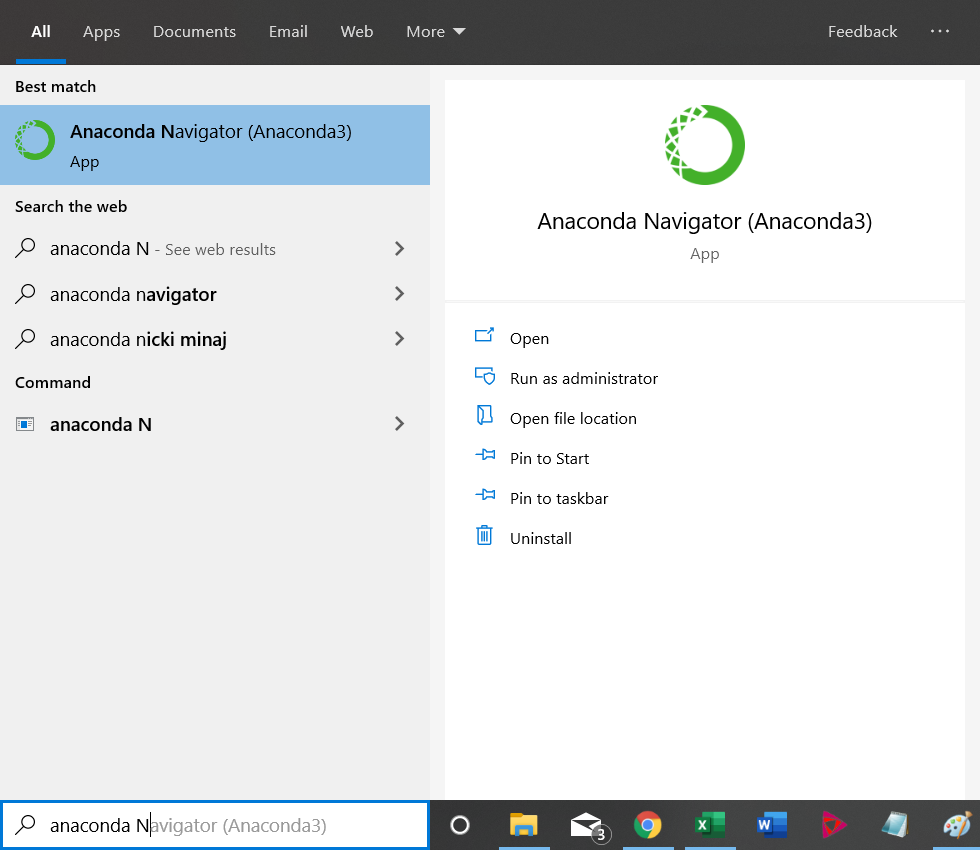 All Apps Documents Email Web More Feedback ...
Best match
Anaconda Navigator (Anaconda3)
App
Search the web
anaconda N - See web results
anaconda navigator
anaconda nicki minaj
Command
anaconda N
Anaconda Navigator (Anaconda3)
App
Open
Run as administrator
Open file location
Pin to Start
Pin to taskbar
Uninstall
anaconda Navigator (Anaconda3)
3